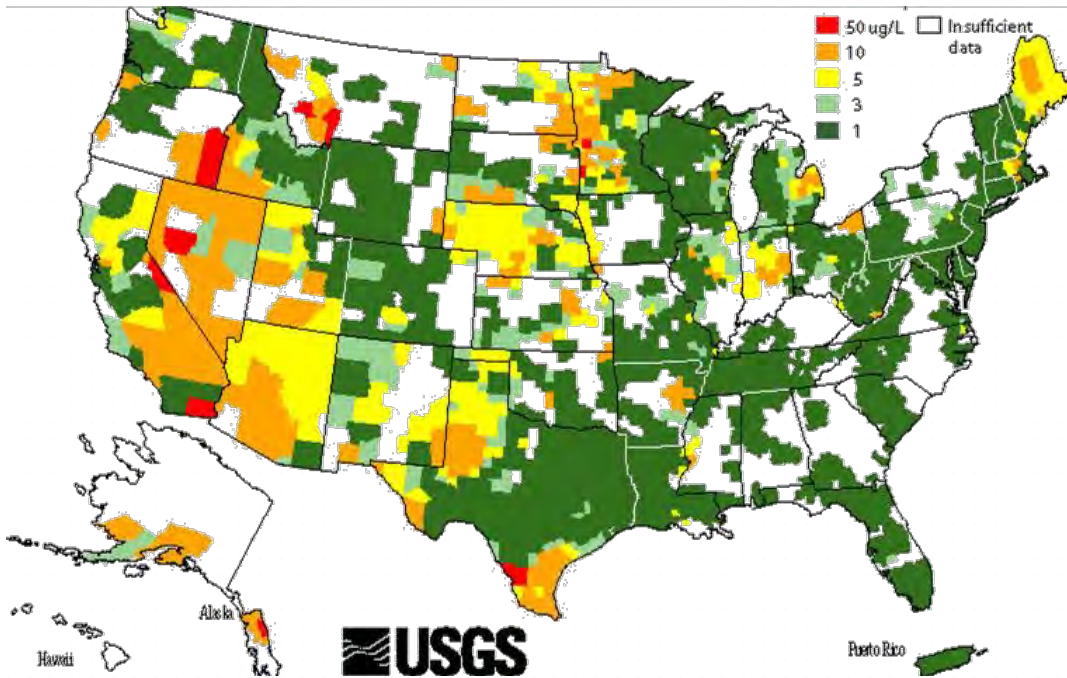 50 ug/L
Insufficient
data
10
5
3
1
Alaska
Hawaii
USGS
Puerto Rico